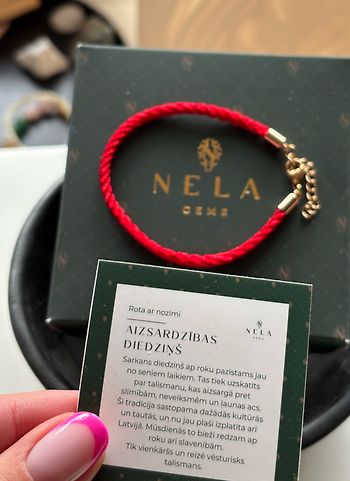 NELA
GEMS
Rota ar nozīmi
NELA
GEMS
AIZSARDZĪBAS
DIEDZIŅŠ
Sarkans diedziņš ap roku pazīstams jau
no seniem laikiem. Tas tiek uzskatīts
par talismanu, kas aizsargā pret
slimībām, neveiksmēm un ļaunas acs.
Šī tradīcija sastopama dažādās kultūrās
un tautās, un nu jau plaši izplatīta arī
Latvijā. Mūsdienās to bieži redzam ap
roku arī slavenībām.
Tik vienkāršs un reizē vēsturisks
talismans.